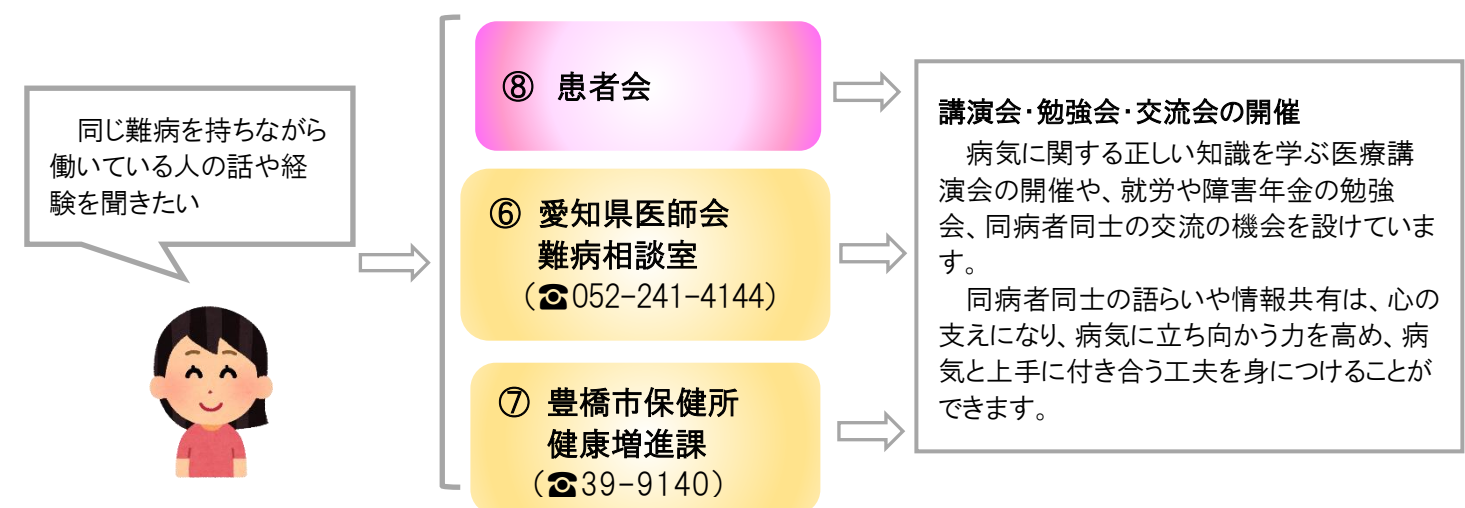 同じ難病を持ちながら
働いている人の話や経
験を聞きたい
⑧ 患者会
⑥ 愛知県医師会
難病相談室
（☎052-241-4144）
⑦ 豊橋市保健所
健康増進課
（☎39-9140）
講演会・勉強会・交流会の開催
病気に関する正しい知識を学ぶ医療講
演会の開催や、就労や障害年金の勉強
会、同病者同士の交流の機会を設けていま
す。
同病者同士の語らいや情報共有は、心の
支えになり、病気に立ち向かう力を高め、病
気と上手に付き合う工夫を身につけることが
できます。